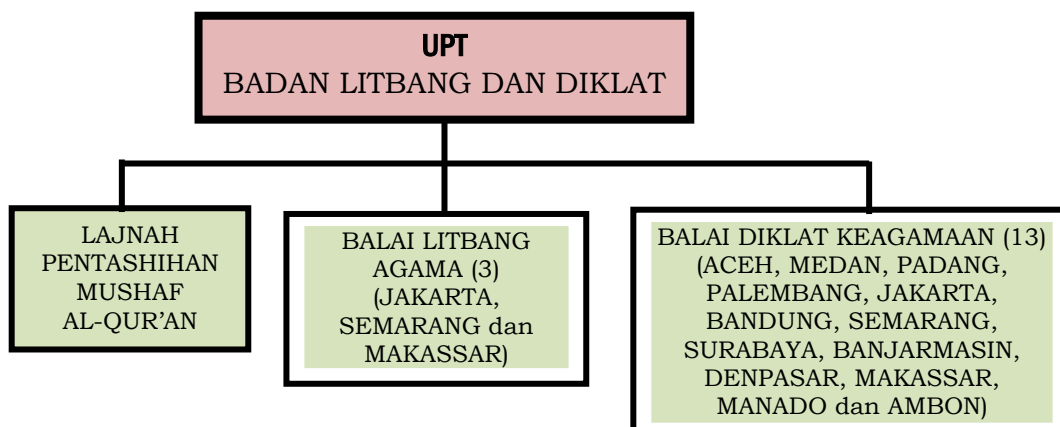 UPT
BADAN LITBANG DAN DIKLAT
LAJNAH
PENTASHIHAN
MUSHAF
AL-QUR’AN
BALAI LITBANG
AGAMA (3)
(JAKARTA,
SEMARANG dan
MAKASSAR)
BALAI DIKLAT KEAGAMAAN (13)
(ACEH, MEDAN, PADANG,
PALEMBANG, JAKARTA,
BANDUNG, SEMARANG,
SURABAYA, BANJARMASIN,
DENPASAR, MAKASSAR,
MANADO dan AMBON)